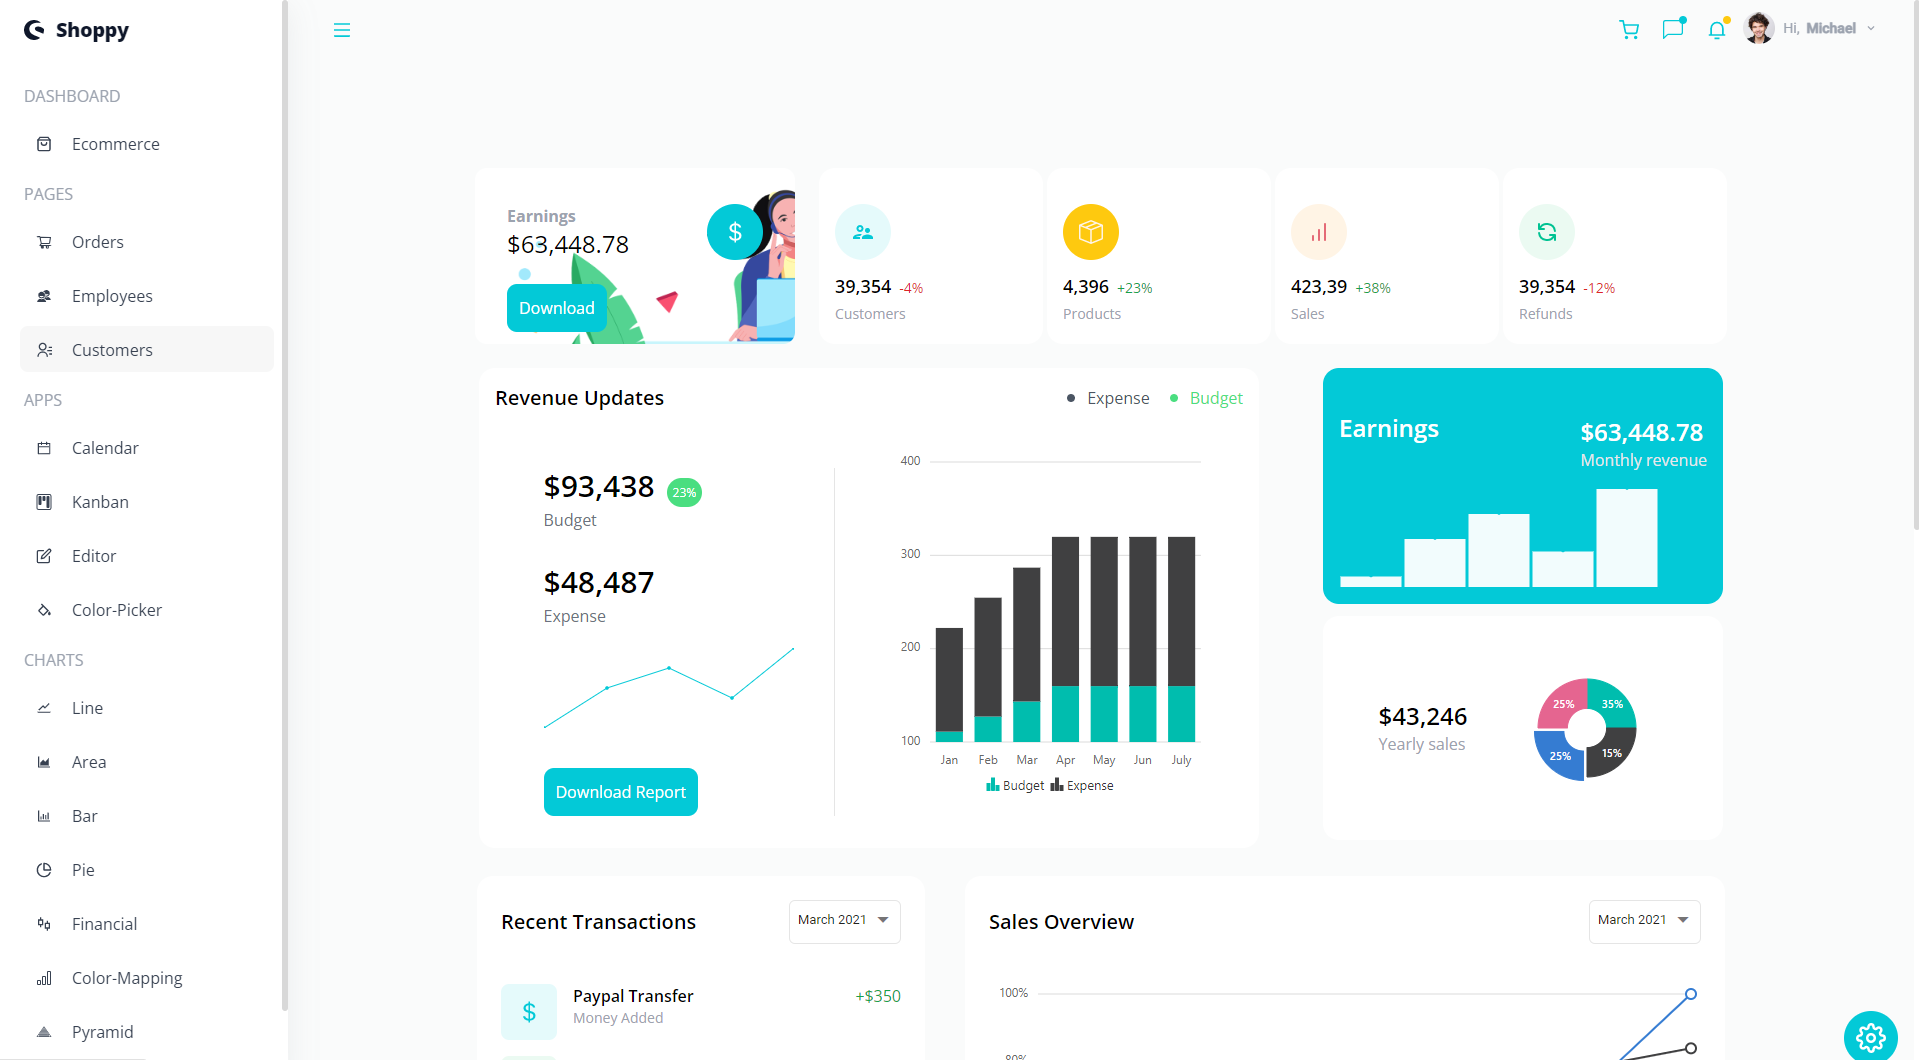 Shoppy
DASHBOARD
Ecommerce
PAGES
Orders
Employees
Customers
APPS
Calendar
Kanban
Editor
Color-Picker
CHARTS
Line
Area
Bar
Pie
Financial
Color-Mapping
Pyramid
Hi, Michael
Earnings
$63,448.78
$
Download
39,354 -4%
Customers
4,396 +23%
Products
423,39 +38%
Sales
39,354 -12%
Refunds
Revenue Updates
Expense Budget
$93,438 23%
Budget
$48,487
Expense
Download Report
400
300
200
100
Jan Feb Mar Apr May Jun July
Budget Expense
Earnings
$63,448.78
Monthly revenue
$43,246
Yearly sales
25% 35%
25% 15%
Recent Transactions
March 2021
$
Paypal Transfer +$350
Money Added
Sales Overview
March 2021
100%
80%